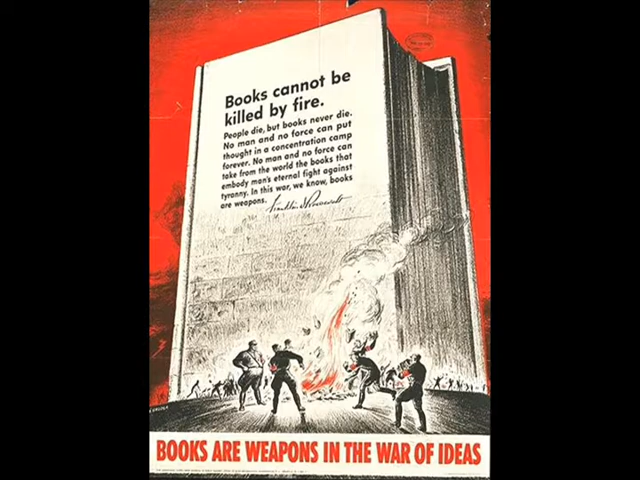 Books cannot be
killed by fire.
People die, but books never die.
No man and no force can put
thought in a concentration camp
forever. No man and no force can
take from the world the books that
embody man's eternal fight against
tyranny. In this war, we know, books
are weapons. Franklin D Roosevelt
BOOKS ARE WEAPONS IN THE WAR OF IDEAS